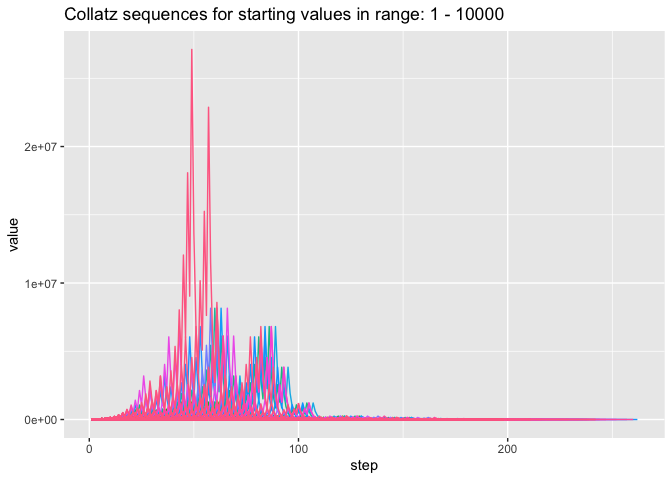 Collatz sequences for starting values in range: 1 - 10000
2e+07
1e+07
0e+00
value
0
100
200
step